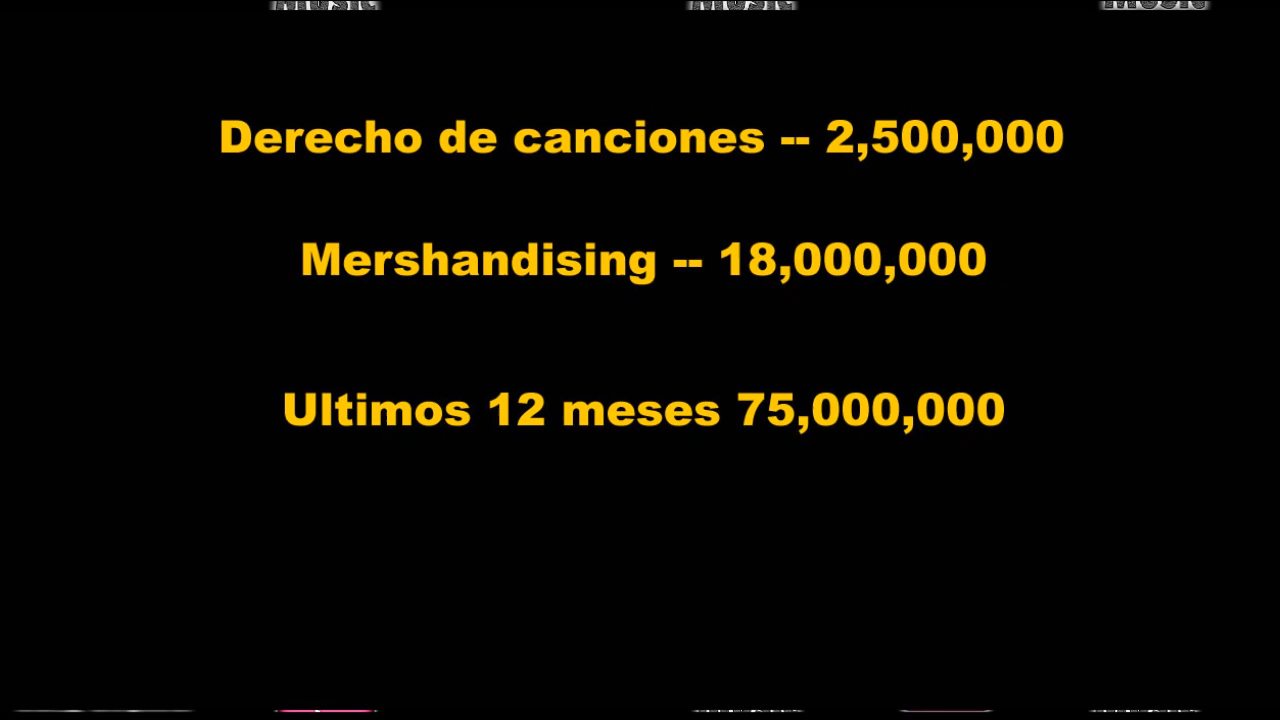 Derecho de canciones -- 2,500,000
Mershandising -- 18,000,000
Ultimos 12 meses 75,000,000